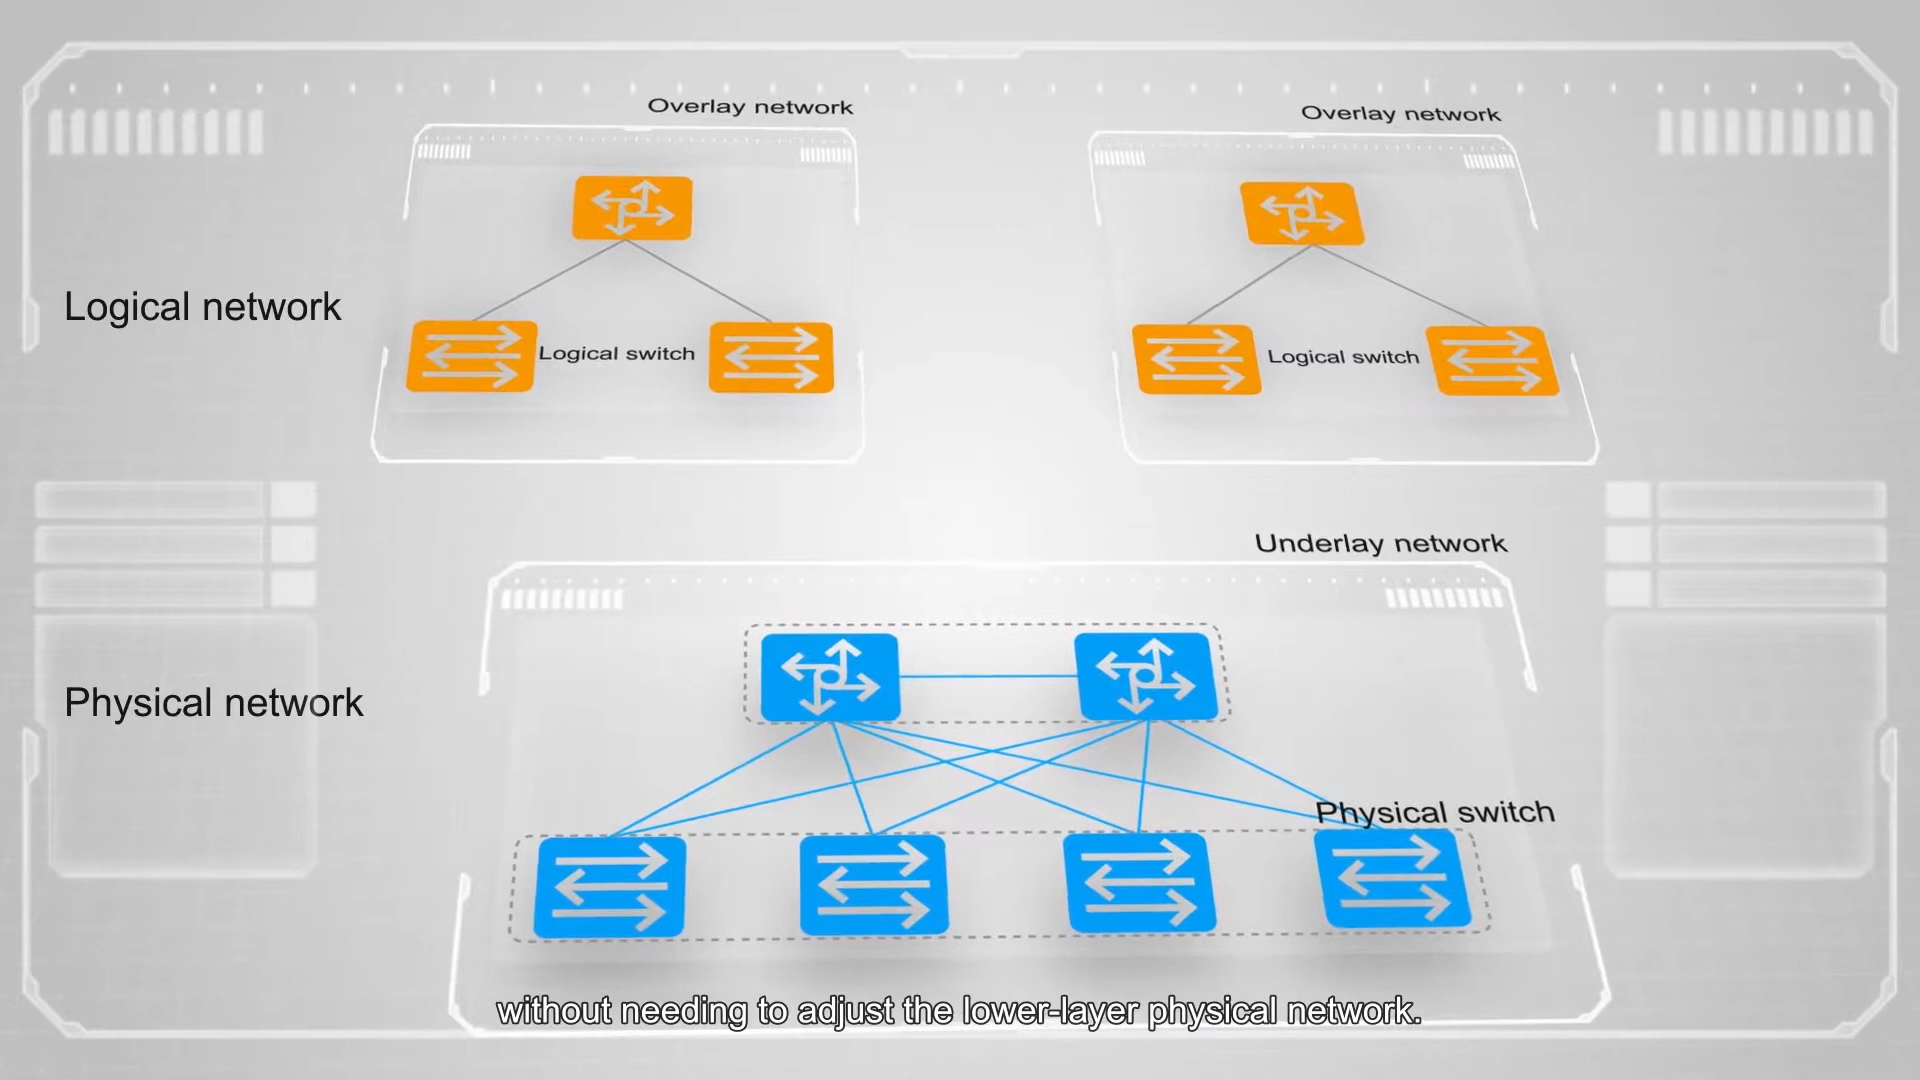 Overlay network
Overlay network
Logical network
Logical switch
Logical switch
Underlay network
Physical network
Physical switch
without needing to adjust the lower-layer physical network.